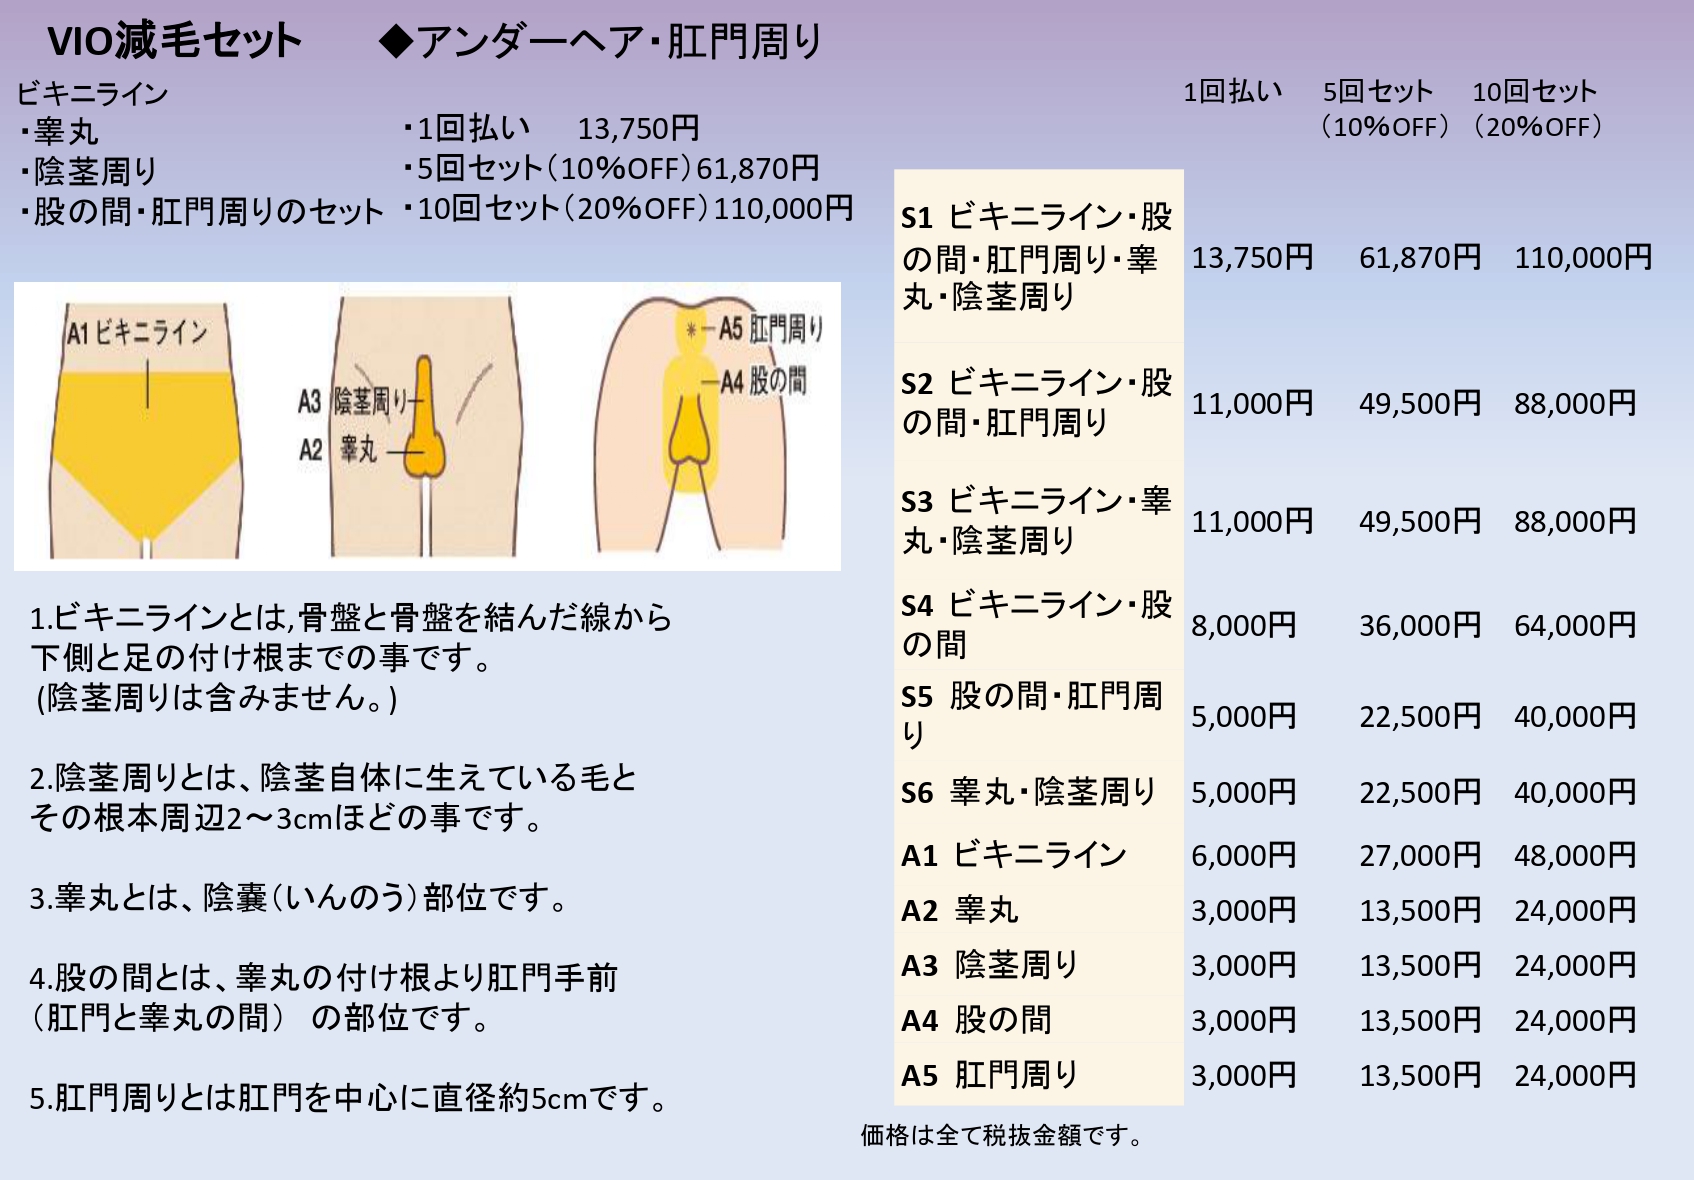 VIO減毛セット　◆アンダーヘア・肛門周り
ビキニライン
・睾丸
・陰茎周り
・股の間・肛門周りのセット
・1回払い　13,750円
・5回セット（10％OFF）61,870円
・10回セット（20％OFF）110,000円
A1 ビキニライン
A3 陰茎周り
A2 睾丸
A5 肛門周り
A4 股の間
1.ビキニラインとは,骨盤と骨盤を結んだ線から
下側と足の付け根までの事です。
(陰茎周りは含みません。)
2.陰茎周りとは、陰茎自体に生えている毛と
その根本周辺2～3cmほどの事です。
3.睾丸とは、陰嚢（いんのう）部位です。
4.股の間とは、睾丸の付け根より肛門手前
（肛門と睾丸の間）　の部位です。
5.肛門周りとは肛門を中心に直径約5cmです。
1回払い　5回セット　10回セット
（10％OFF）（20％OFF）
S1 ビキニライン・股
の間・肛門周り・睾 13,750円 61,870円 110,000円
丸・陰茎周り
S2 ビキニライン・股
の間・肛門周り 11,000円 49,500円 88,000円
S3 ビキニライン・睾
丸・陰茎周り 11,000円 49,500円 88,000円
S4 ビキニライン・股
の間 8,000円 36,000円 64,000円
S5 股の間・肛門周
り 5,000円 22,500円 40,000円
S6 睾丸・陰茎周り 5,000円 22,500円 40,000円
A1 ビキニライン 6,000円 27,000円 48,000円
A2 睾丸 3,000円 13,500円 24,000円
A3 陰茎周り 3,000円 13,500円 24,000円
A4 股の間 3,000円 13,500円 24,000円
A5 肛門周り 3,000円 13,500円 24,000円
価格は全て税抜金額です。